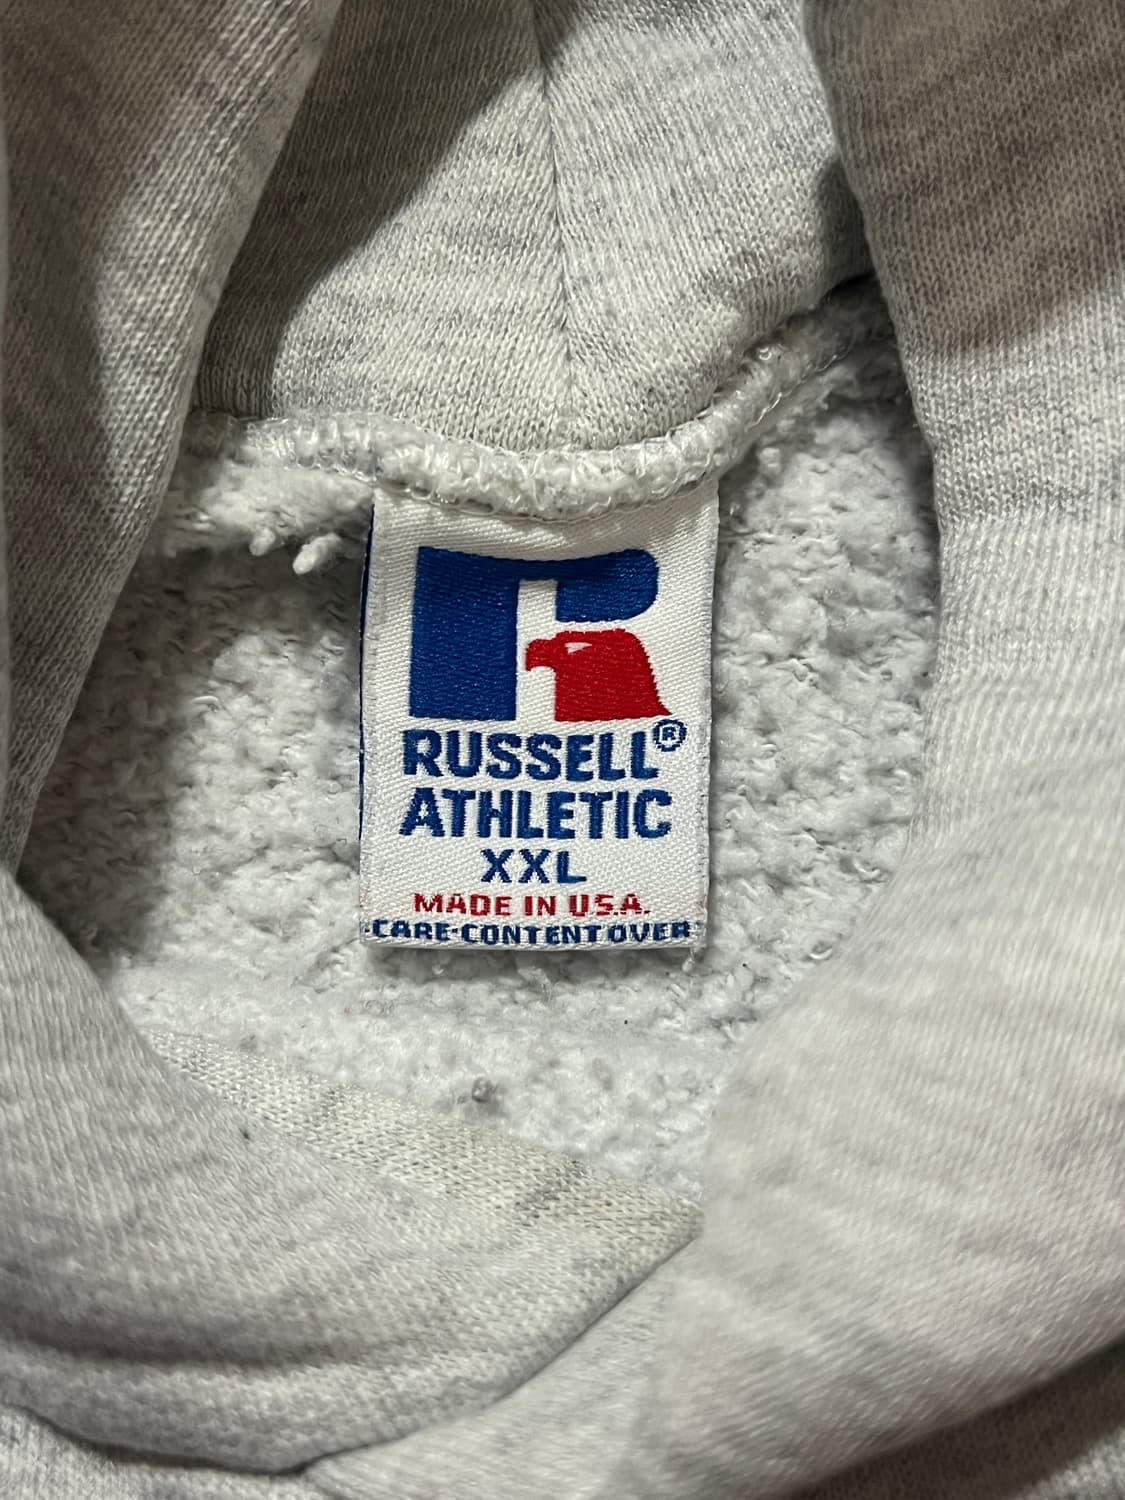 RUSSELL®
ATHLETIC
XXL
MADE IN U.S.A.
·CARE·CONTENT OVER